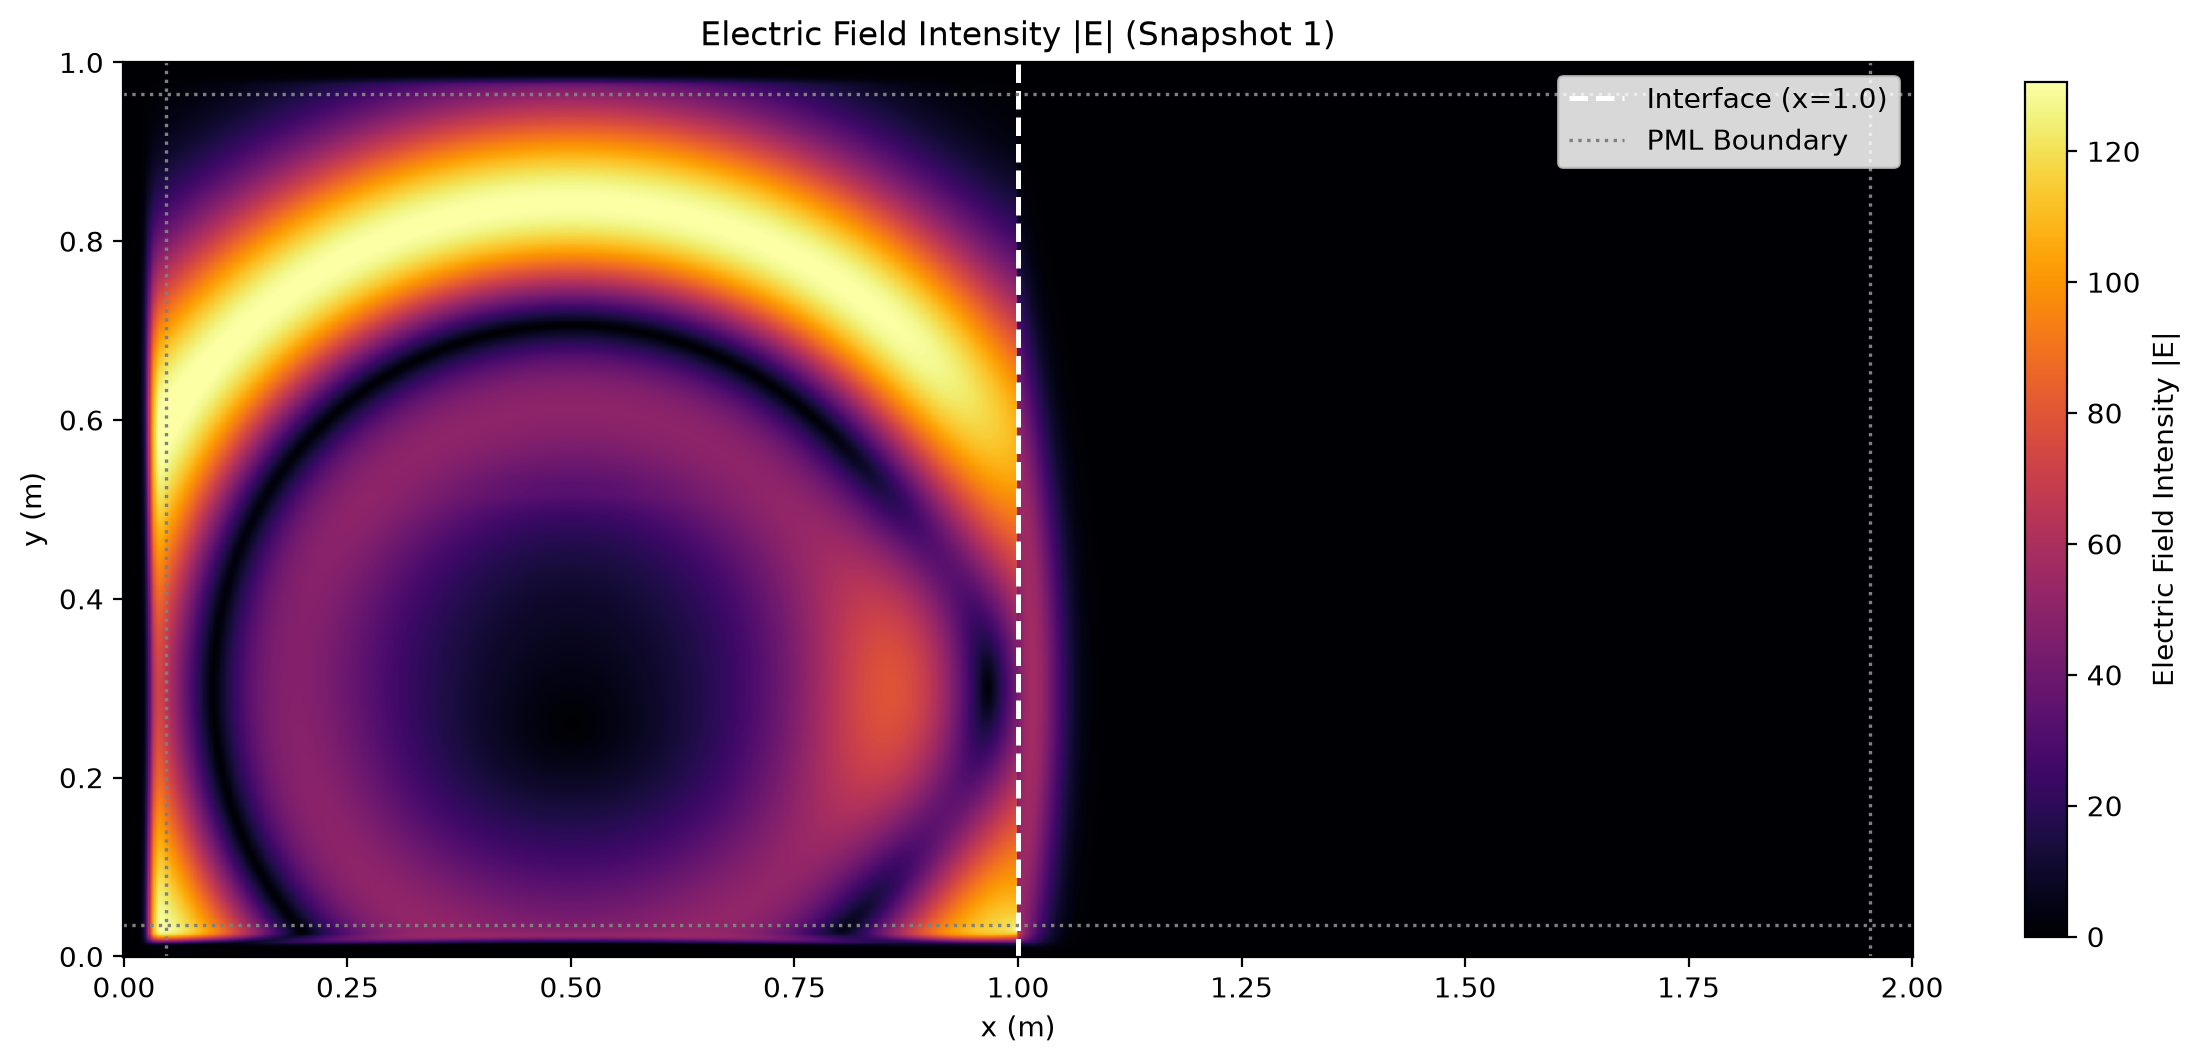 Electric Field Intensity |E| (Snapshot 1)
Interface (x=1.0)
PML Boundary
1.0
0.8
0.6
0.4
0.2
0.0
y (m)
0.00 0.25 0.50 0.75 1.00 1.25 1.50 1.75 2.00
x (m)
120
100
80
60
40
20
0
Electric Field Intensity |E|